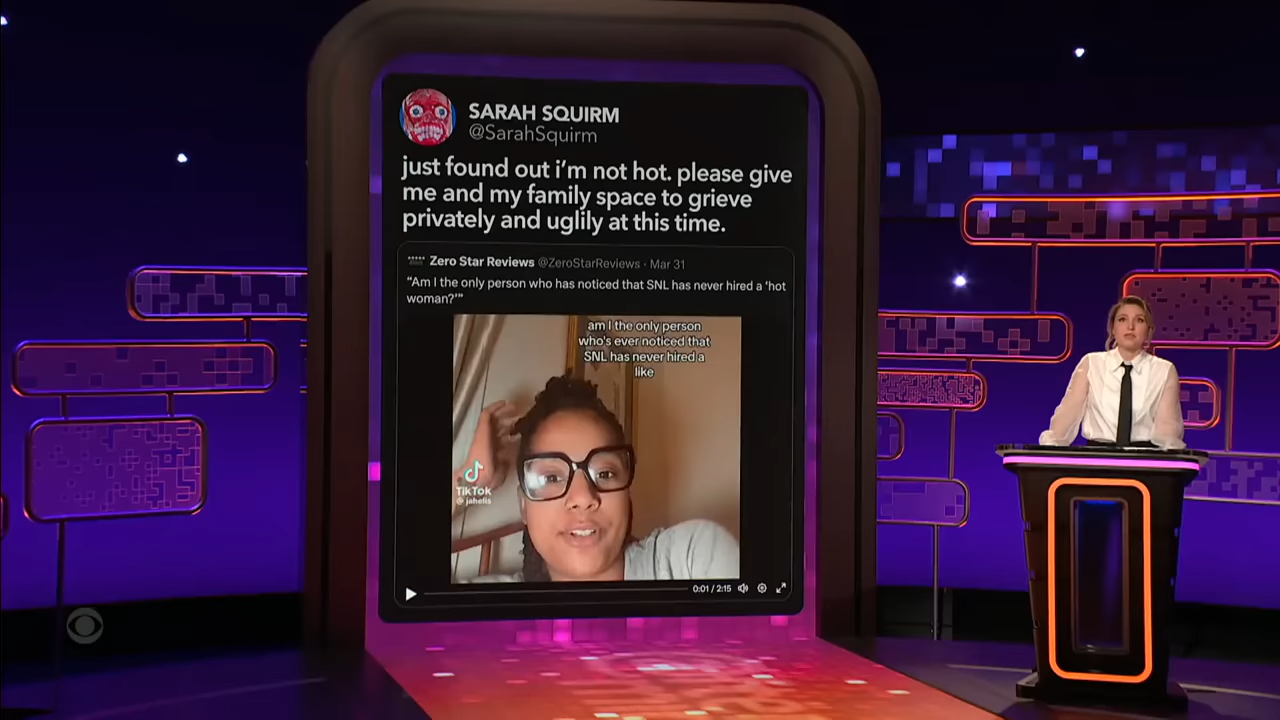 SARAH SQUIRM
@SarahSquirm
just found out i'm not hot. please give
me and my family space to grieve
privately and uglily at this time.
Zero Star Reviews @ZeroStarReviews · Mar 31
“Am I the only person who has noticed that SNL has never hired a ‘hot
woman?’”
am I the only person
who's ever noticed that
SNL has never hired a
like
TikTok
@ jahelis
0:01 / 2:15